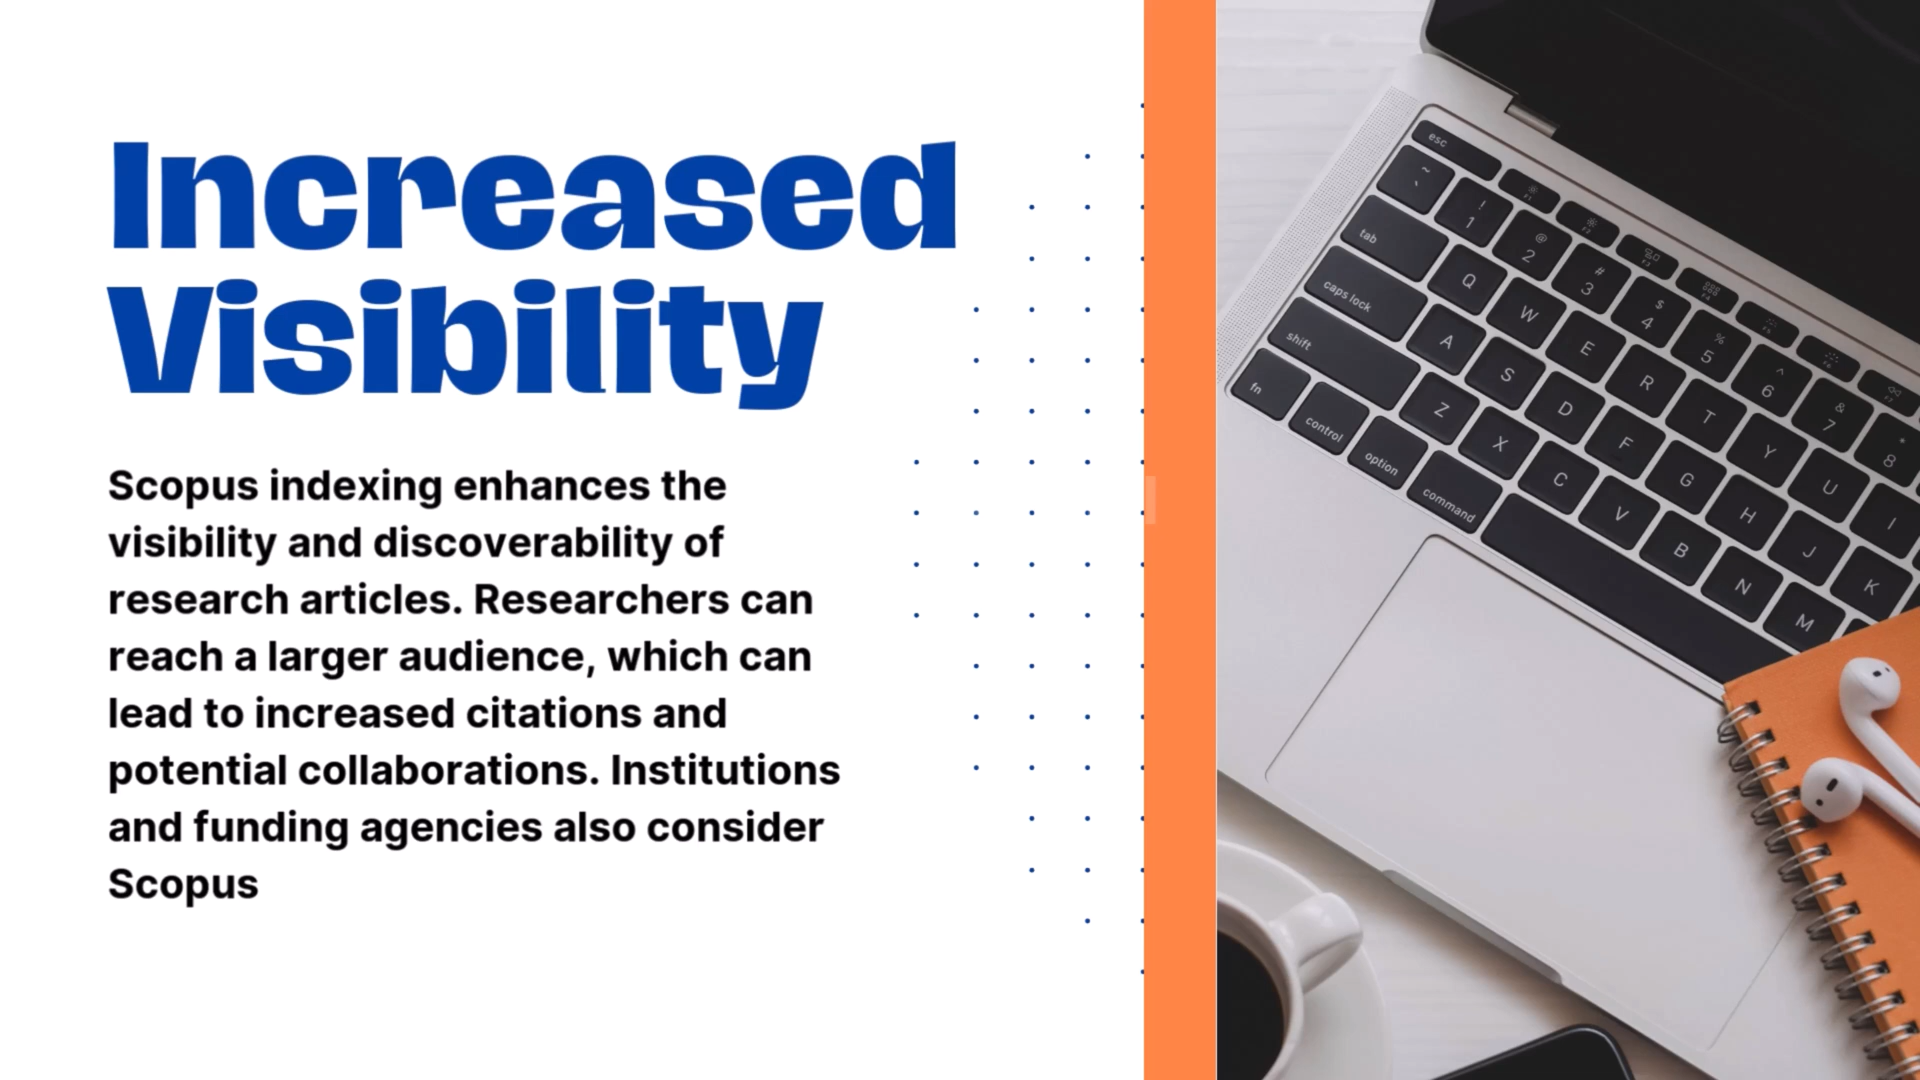 Increased
Visibility
Scopus indexing enhances the
visibility and discoverability of
research articles. Researchers can
reach a larger audience, which can
lead to increased citations and
potential collaborations. Institutions
and funding agencies also consider
Scopus
esc
~ `
! 1
@ 2
# 3
$ 4
% 5
^ 6
& 7
* 8
tab
Q
W
E
R
T
Y
U
I
caps lock
A
S
D
F
G
H
J
K
shift
Z
X
C
V
B
N
M
fn
control
option
command